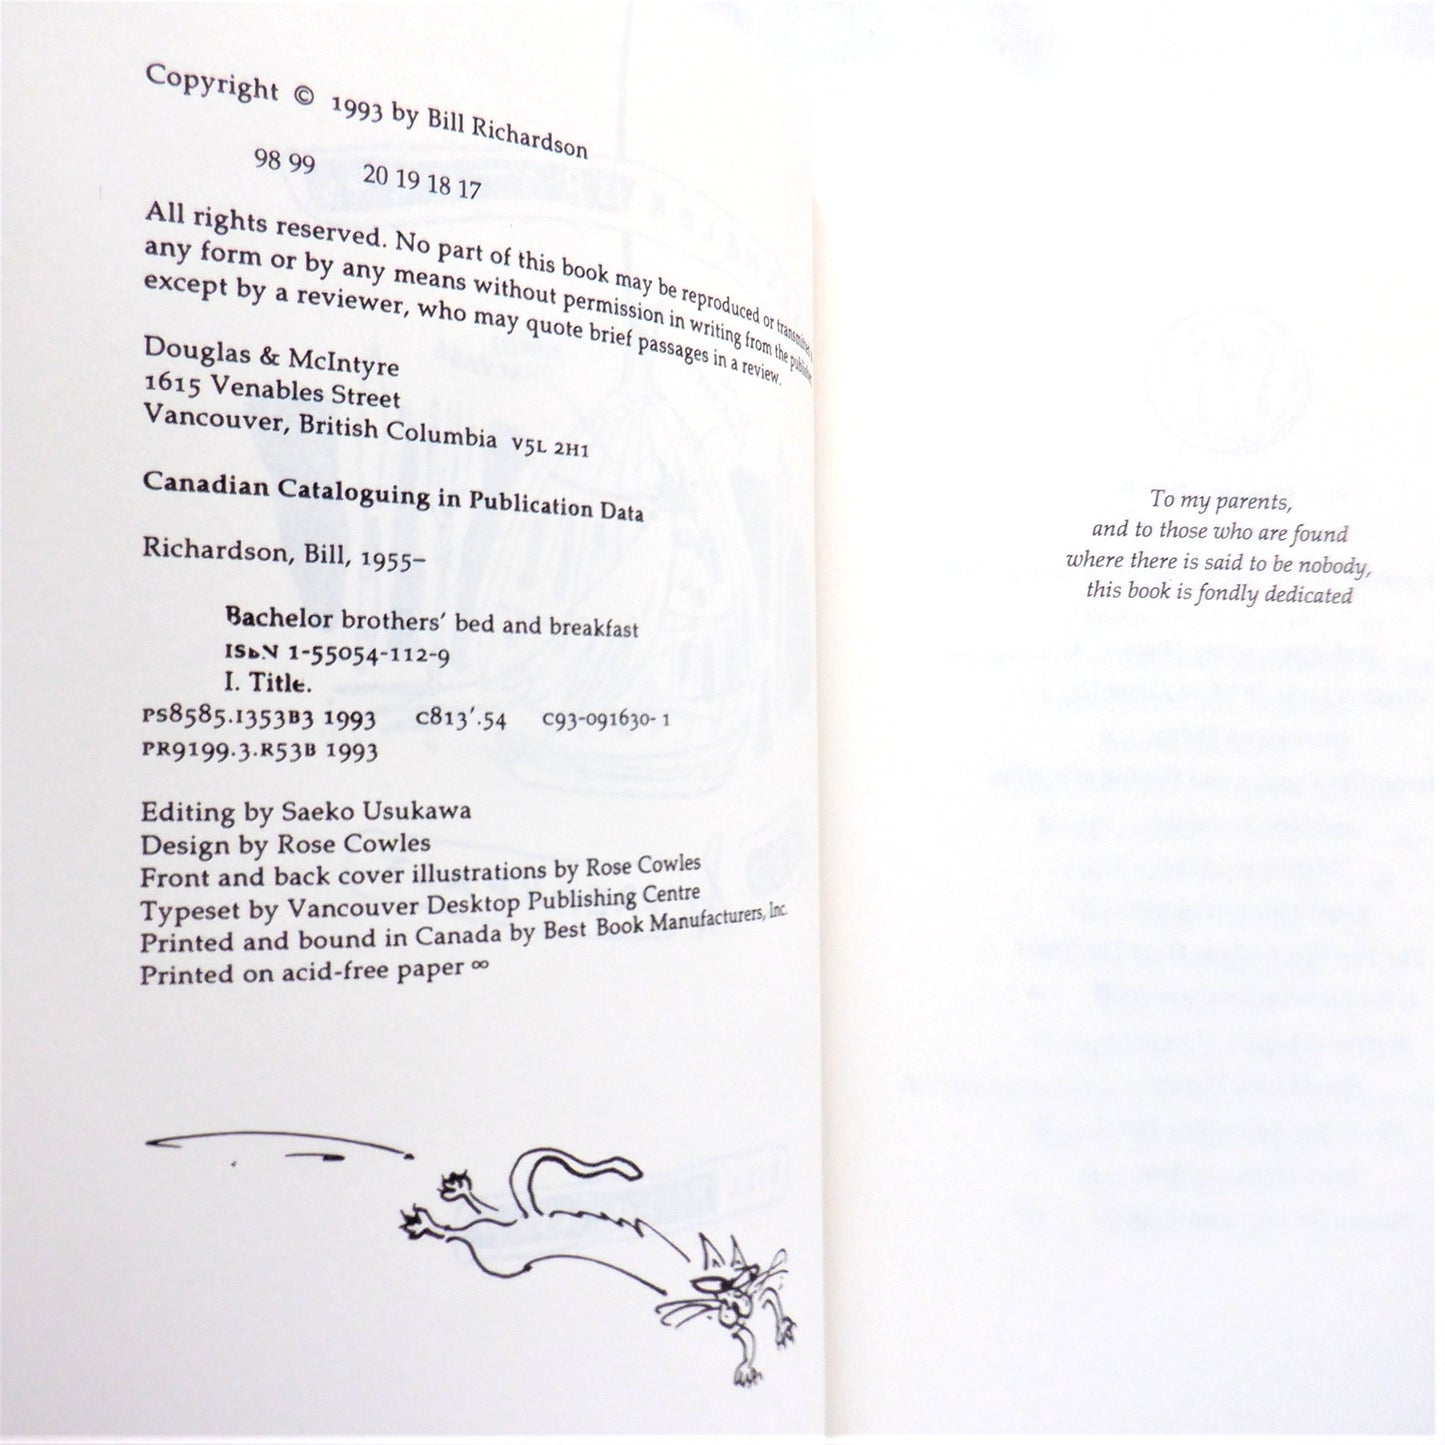 Copyright © 1993 by Bill Richardson
98 99 20 19 18 17
All rights reserved. No part of this book may be reproduced or transmitted
any form or by any means without permission in writing from the publisher
except by a reviewer, who may quote brief passages in a review.
Douglas & McIntyre
1615 Venables Street
Vancouver, British Columbia V5L 2H1
Canadian Cataloguing in Publication Data
Richardson, Bill, 1955–
Bachelor brothers' bed and breakfast
ISBN 1-55054-112-9
I. Title.
PS8585.I353B3 1993 C813'.54 C93-091630-1
PR9199.3.R53B 1993
Editing by Saeko Usukawa
Design by Rose Cowles
Front and back cover illustrations by Rose Cowles
Typeset by Vancouver Desktop Publishing Centre
Printed and bound in Canada by Best Book Manufacturers, Inc.
Printed on acid-free paper ∞
To my parents,
and to those who are found
where there is said to be nobody,
this book is fondly dedicated